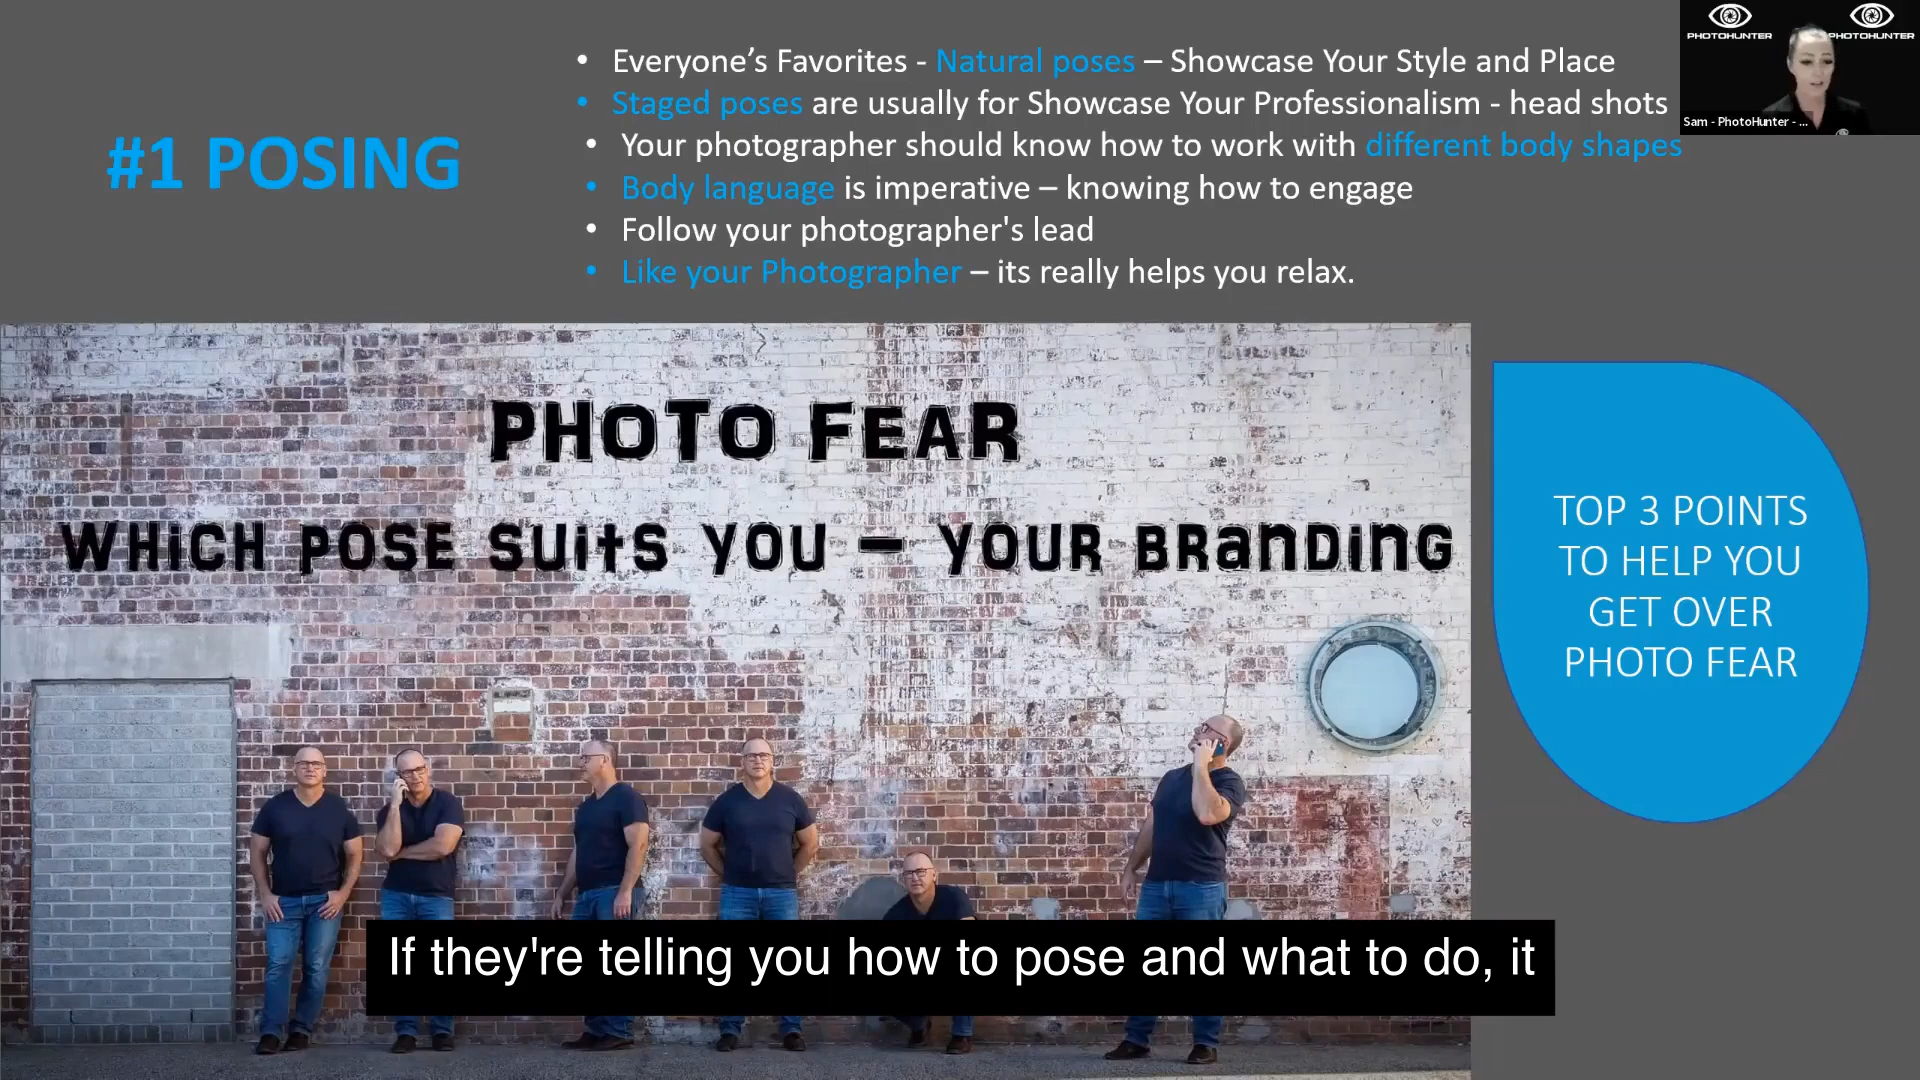 #1 POSING
• Everyone’s Favorites - Natural poses – Showcase Your Style and Place
• Staged poses are usually for Showcase Your Professionalism - head shots
• Your photographer should know how to work with different body shapes
• Body language is imperative – knowing how to engage
• Follow your photographer's lead
• Like your Photographer – its really helps you relax.
PHOTOHUNTER
PHOTOHUNTER
Sam - PhotoHunter - ...
PHOTO FEAR
WHiCH POSE SUitS YOU – YOUR BRanDinG
TOP 3 POINTS
TO HELP YOU
GET OVER
PHOTO FEAR
If they're telling you how to pose and what to do, it